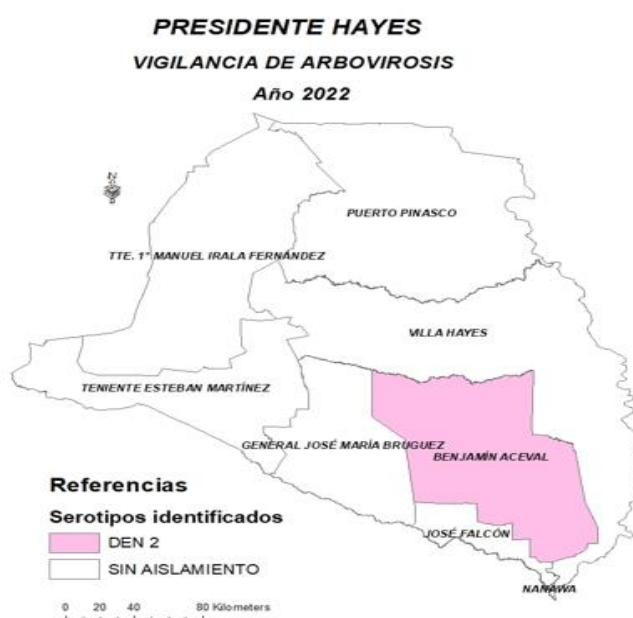 PRESIDENTE HAYES
VIGILANCIA DE ARBOVIROSIS
Año 2022
PUERTO PINASCO
TTE. 1° MANUEL IRALA FERNÁNDEZ
VILLA HAYES
TENIENTE ESTEBAN MARTÍNEZ
GENERAL JOSÉ MARÍA BRUGUEZ
BENJAMÍN ACEVAL
JOSÉ FALCÓN
NANAWA
Referencias
Serotipos identificados
DEN 2
SIN AISLAMIENTO
0 20 40 80 Kilometers